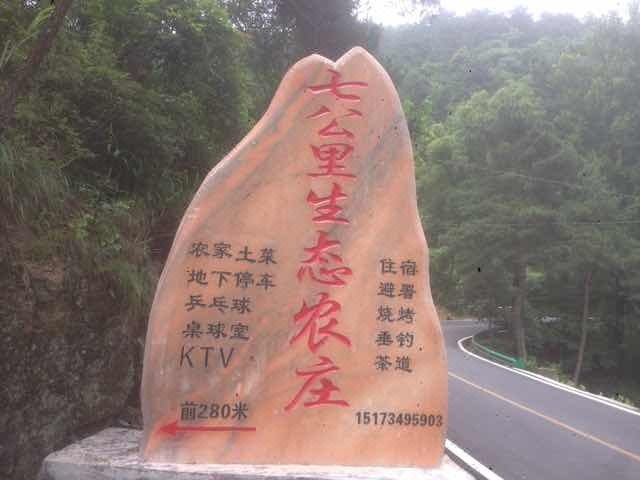 七公里生态农庄
农家土菜
地下停车
乒乓球
桌球室
KTV
前280米
住宿
避署
烧烤
垂钓
茶道
15173495903